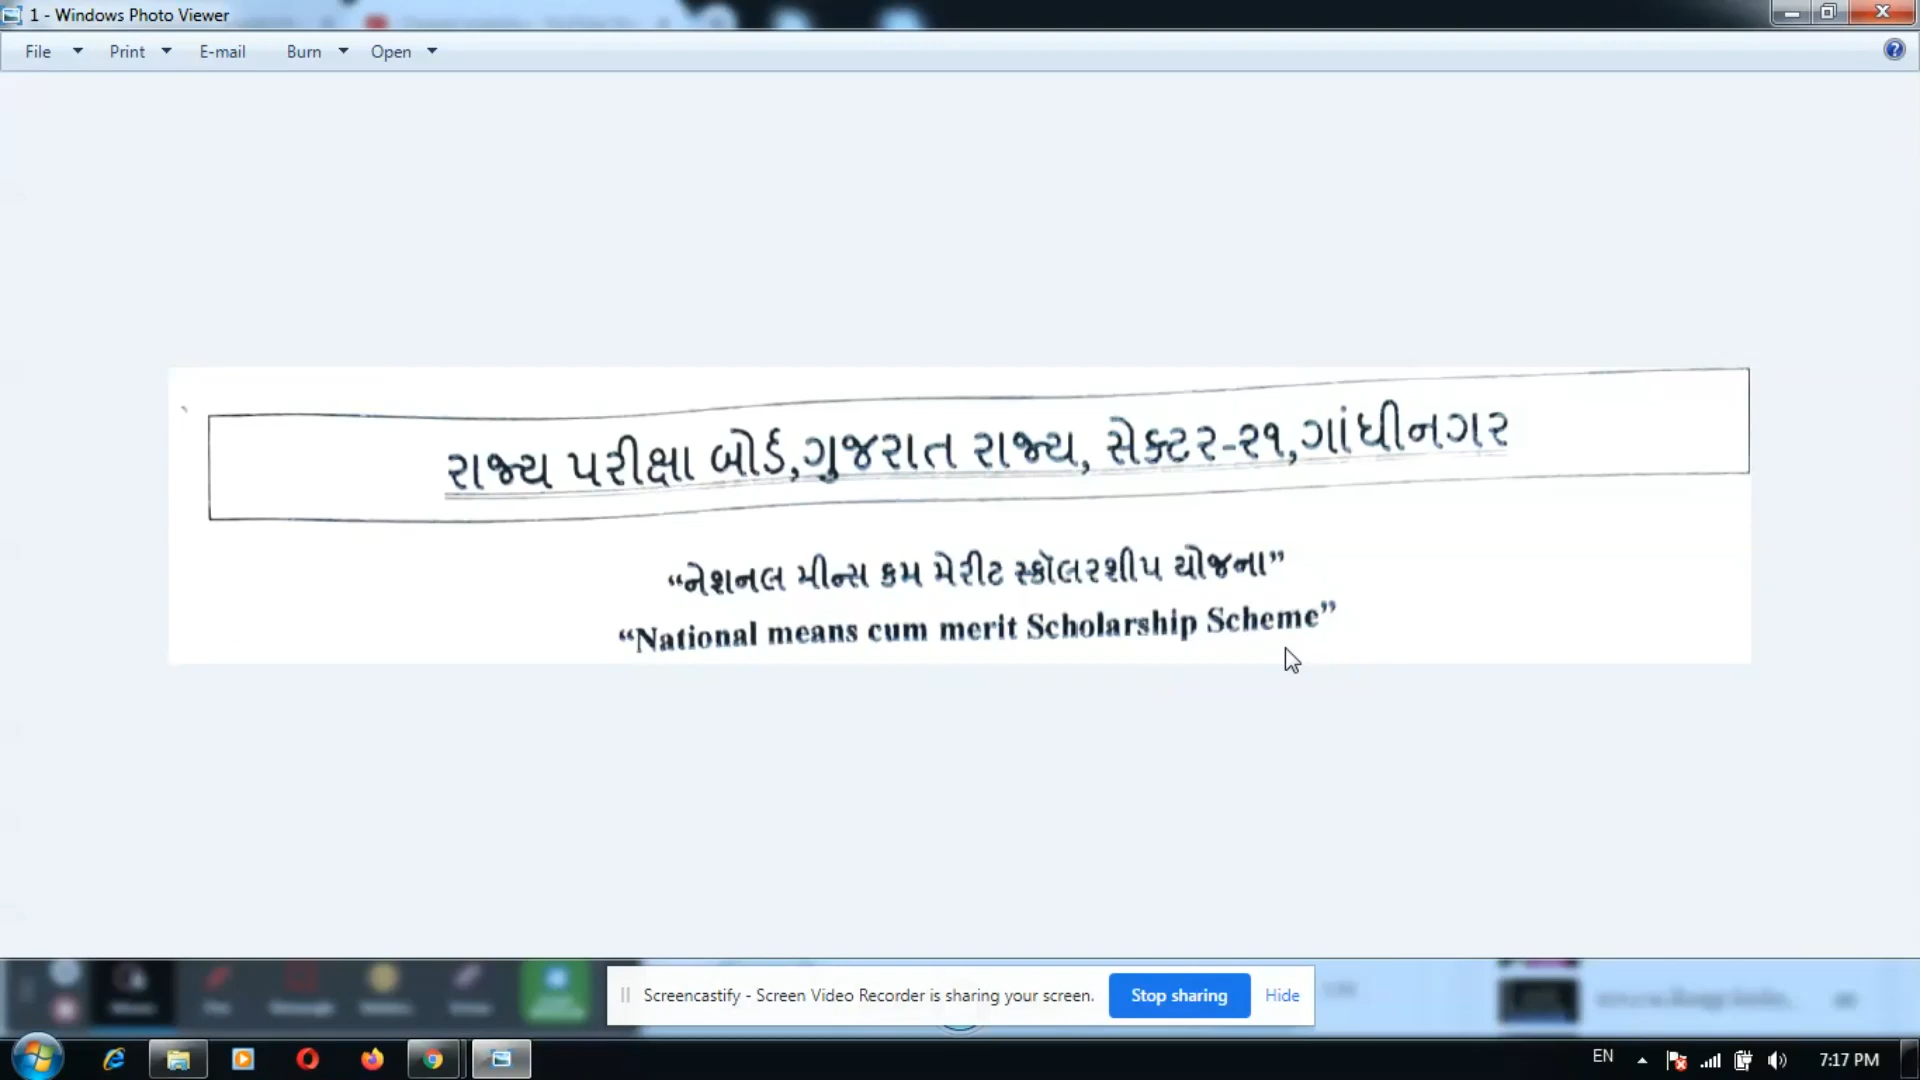 1 - Windows Photo Viewer
File Print E-mail Burn Open
રાજ્ય પરીક્ષા બોર્ડ,ગુજરાત રાજ્ય, સેક્ટર-૨૧,ગાંધીનગર
“નેશનલ મીન્સ કમ મેરીટ સ્કૉલરશીપ યોજના”
“National means cum merit Scholarship Scheme”
Screencastify - Screen Video Recorder is sharing your screen. Stop sharing Hide
EN 7:17 PM